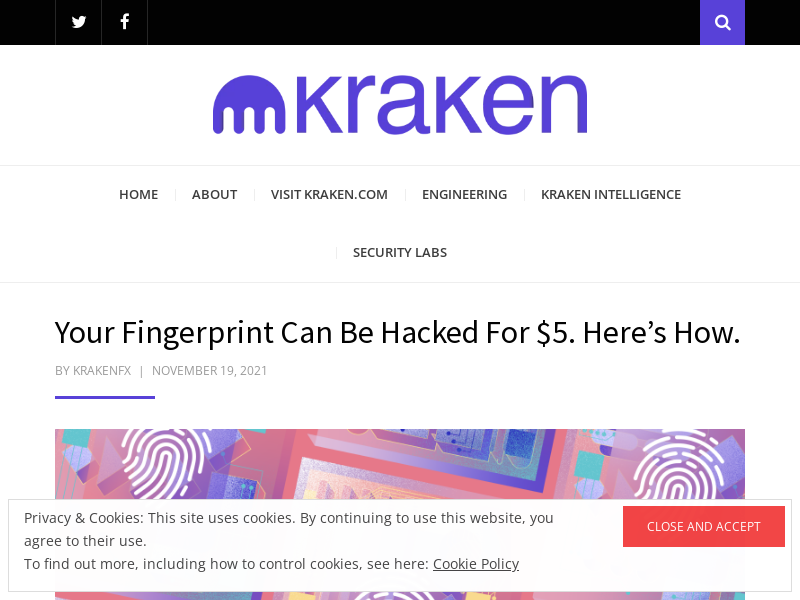 kraken
HOME
ABOUT
VISIT KRAKEN.COM
ENGINEERING
KRAKEN INTELLIGENCE
SECURITY LABS
Your Fingerprint Can Be Hacked For $5. Here’s How.
BY KRAKENFX | NOVEMBER 19, 2021
Privacy & Cookies: This site uses cookies. By continuing to use this website, you
agree to their use.
To find out more, including how to control cookies, see here: Cookie Policy
CLOSE AND ACCEPT